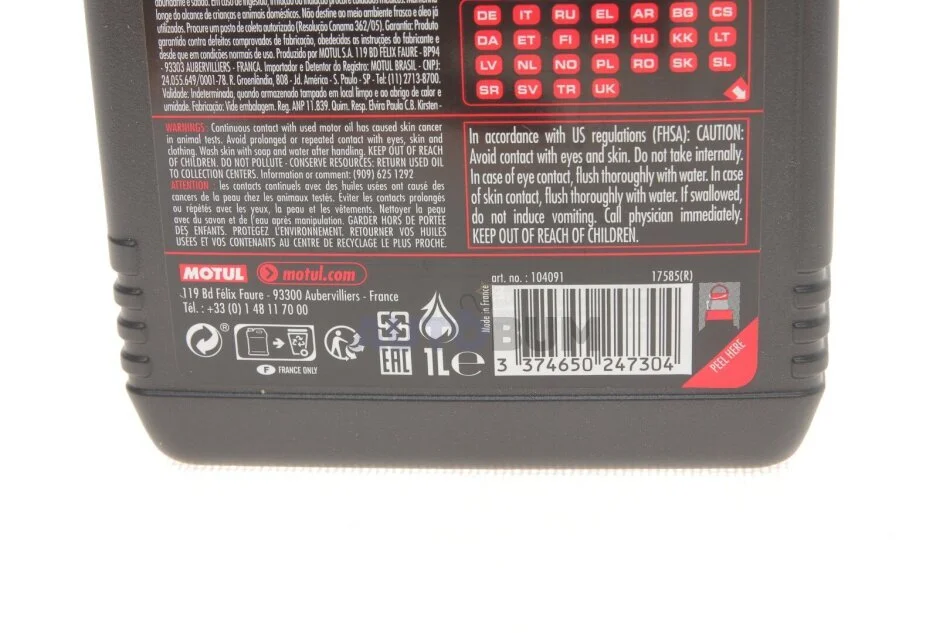 abundante e sabão. Em caso de ingestão, irritação ou intoxicação procure cuidados médicos. Mantenha
longe do alcance de crianças e animais domésticos. Não destine ao meio ambiente frasco e óleo já
utilizados. Procure um posto de coleta autorizado (Resolução Conama 362/05). Garantia: Produto
garantido contra defeitos comprovados de fabricação, obedecidas as instruções do fabricante e
desde que em condições normais de uso. Produzido por MOTUL S.A. 119 BD FÉLIX FAURE - BP94
- 93303 AUBERVILLIERS - FRANÇA. Importador e Detentor do Registro: MOTUL BRASIL - CNPJ:
24.055.649/0001-78. R. Groenlândia, 808 - Jd. América - S. Paulo - SP - Tel: (11) 2713-8700.
Validade: Indeterminada, quando armazenado tampado em local limpo e ao abrigo de calor e
umidade. Fabricação: Vide embalagem. Reg. ANP 11.839. Quim. Resp. Elvira Paula C.B. Kirsten -
DE IT RU EL AR BG CS
DA ET FI HR HU KK LT
LV NL NO PL RO SK SL
SR SV TR UK
WARNINGS: Continuous contact with used motor oil has caused skin cancer
in animal tests. Avoid prolonged or repeated contact with eyes, skin and
clothing. Wash skin with soap and water after handling. KEEP OUT OF REACH
OF CHILDREN. DO NOT POLLUTE - CONSERVE RESOURCES: RETURN USED OIL
TO COLLECTION CENTERS. Information or comment: (909) 625 1292
ATTENTION : les contacts continuels avec des huiles usées ont causé des
cancers de la peau chez les animaux testés. Eviter les contacts prolongés
ou répétés avec les yeux, la peau et les vêtements. Nettoyer la peau
avec du savon et de l'eau après manipulation. GARDER HORS DE PORTEE
DES ENFANTS. PROTEGEZ L'ENVIRONNEMENT. RETOURNER VOS HUILES
USÉES ET VOS CONTENANTS AU CENTRE DE RECYCLAGE LE PLUS PROCHE.
In accordance with US regulations (FHSA): CAUTION:
Avoid contact with eyes and skin. Do not take internally.
In case of eye contact, flush thoroughly with water. In case
of skin contact, flush thoroughly with water. If swallowed,
do not induce vomiting. Call physician immediately.
KEEP OUT OF REACH OF CHILDREN.
MOTUL motul.com
119 Bd Félix Faure - 93300 Aubervilliers - France
Tél. : +33 (0) 1 48 11 70 00
F FRANCE ONLY
EAC
1L e
Made in France
art. no. : 104091 17585(R)
3 374650 247304
PEEL HERE
AUTOBUM